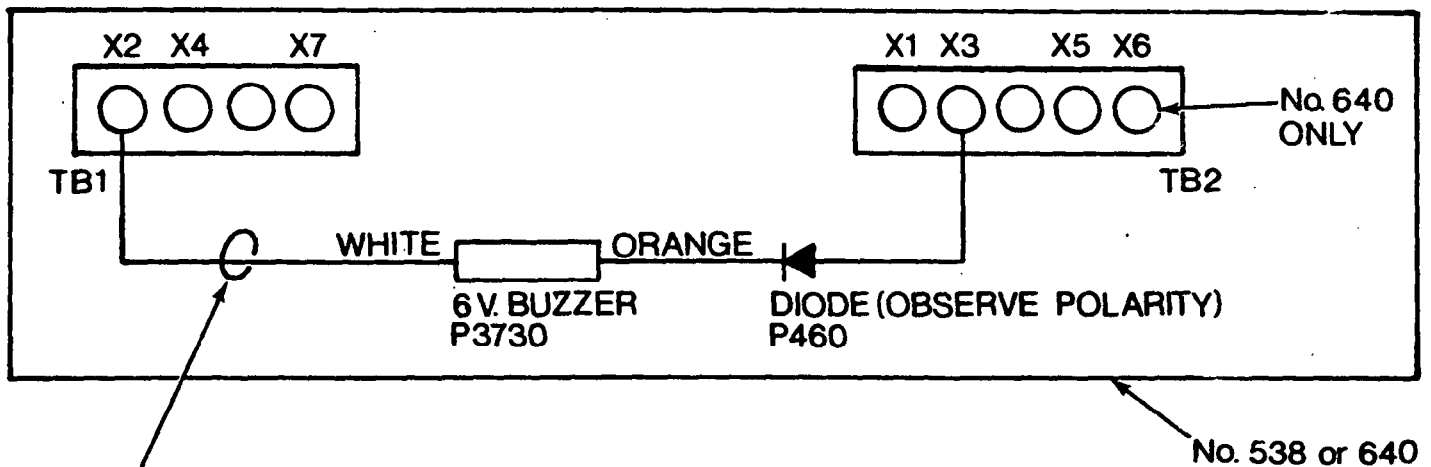 X2 X4 X7
X1 X3 X5 X6
No. 640
ONLY
TB1
TB2
WHITE
ORANGE
6 V. BUZZER
P3730
DIODE (OBSERVE POLARITY)
P460
No. 538 or 640